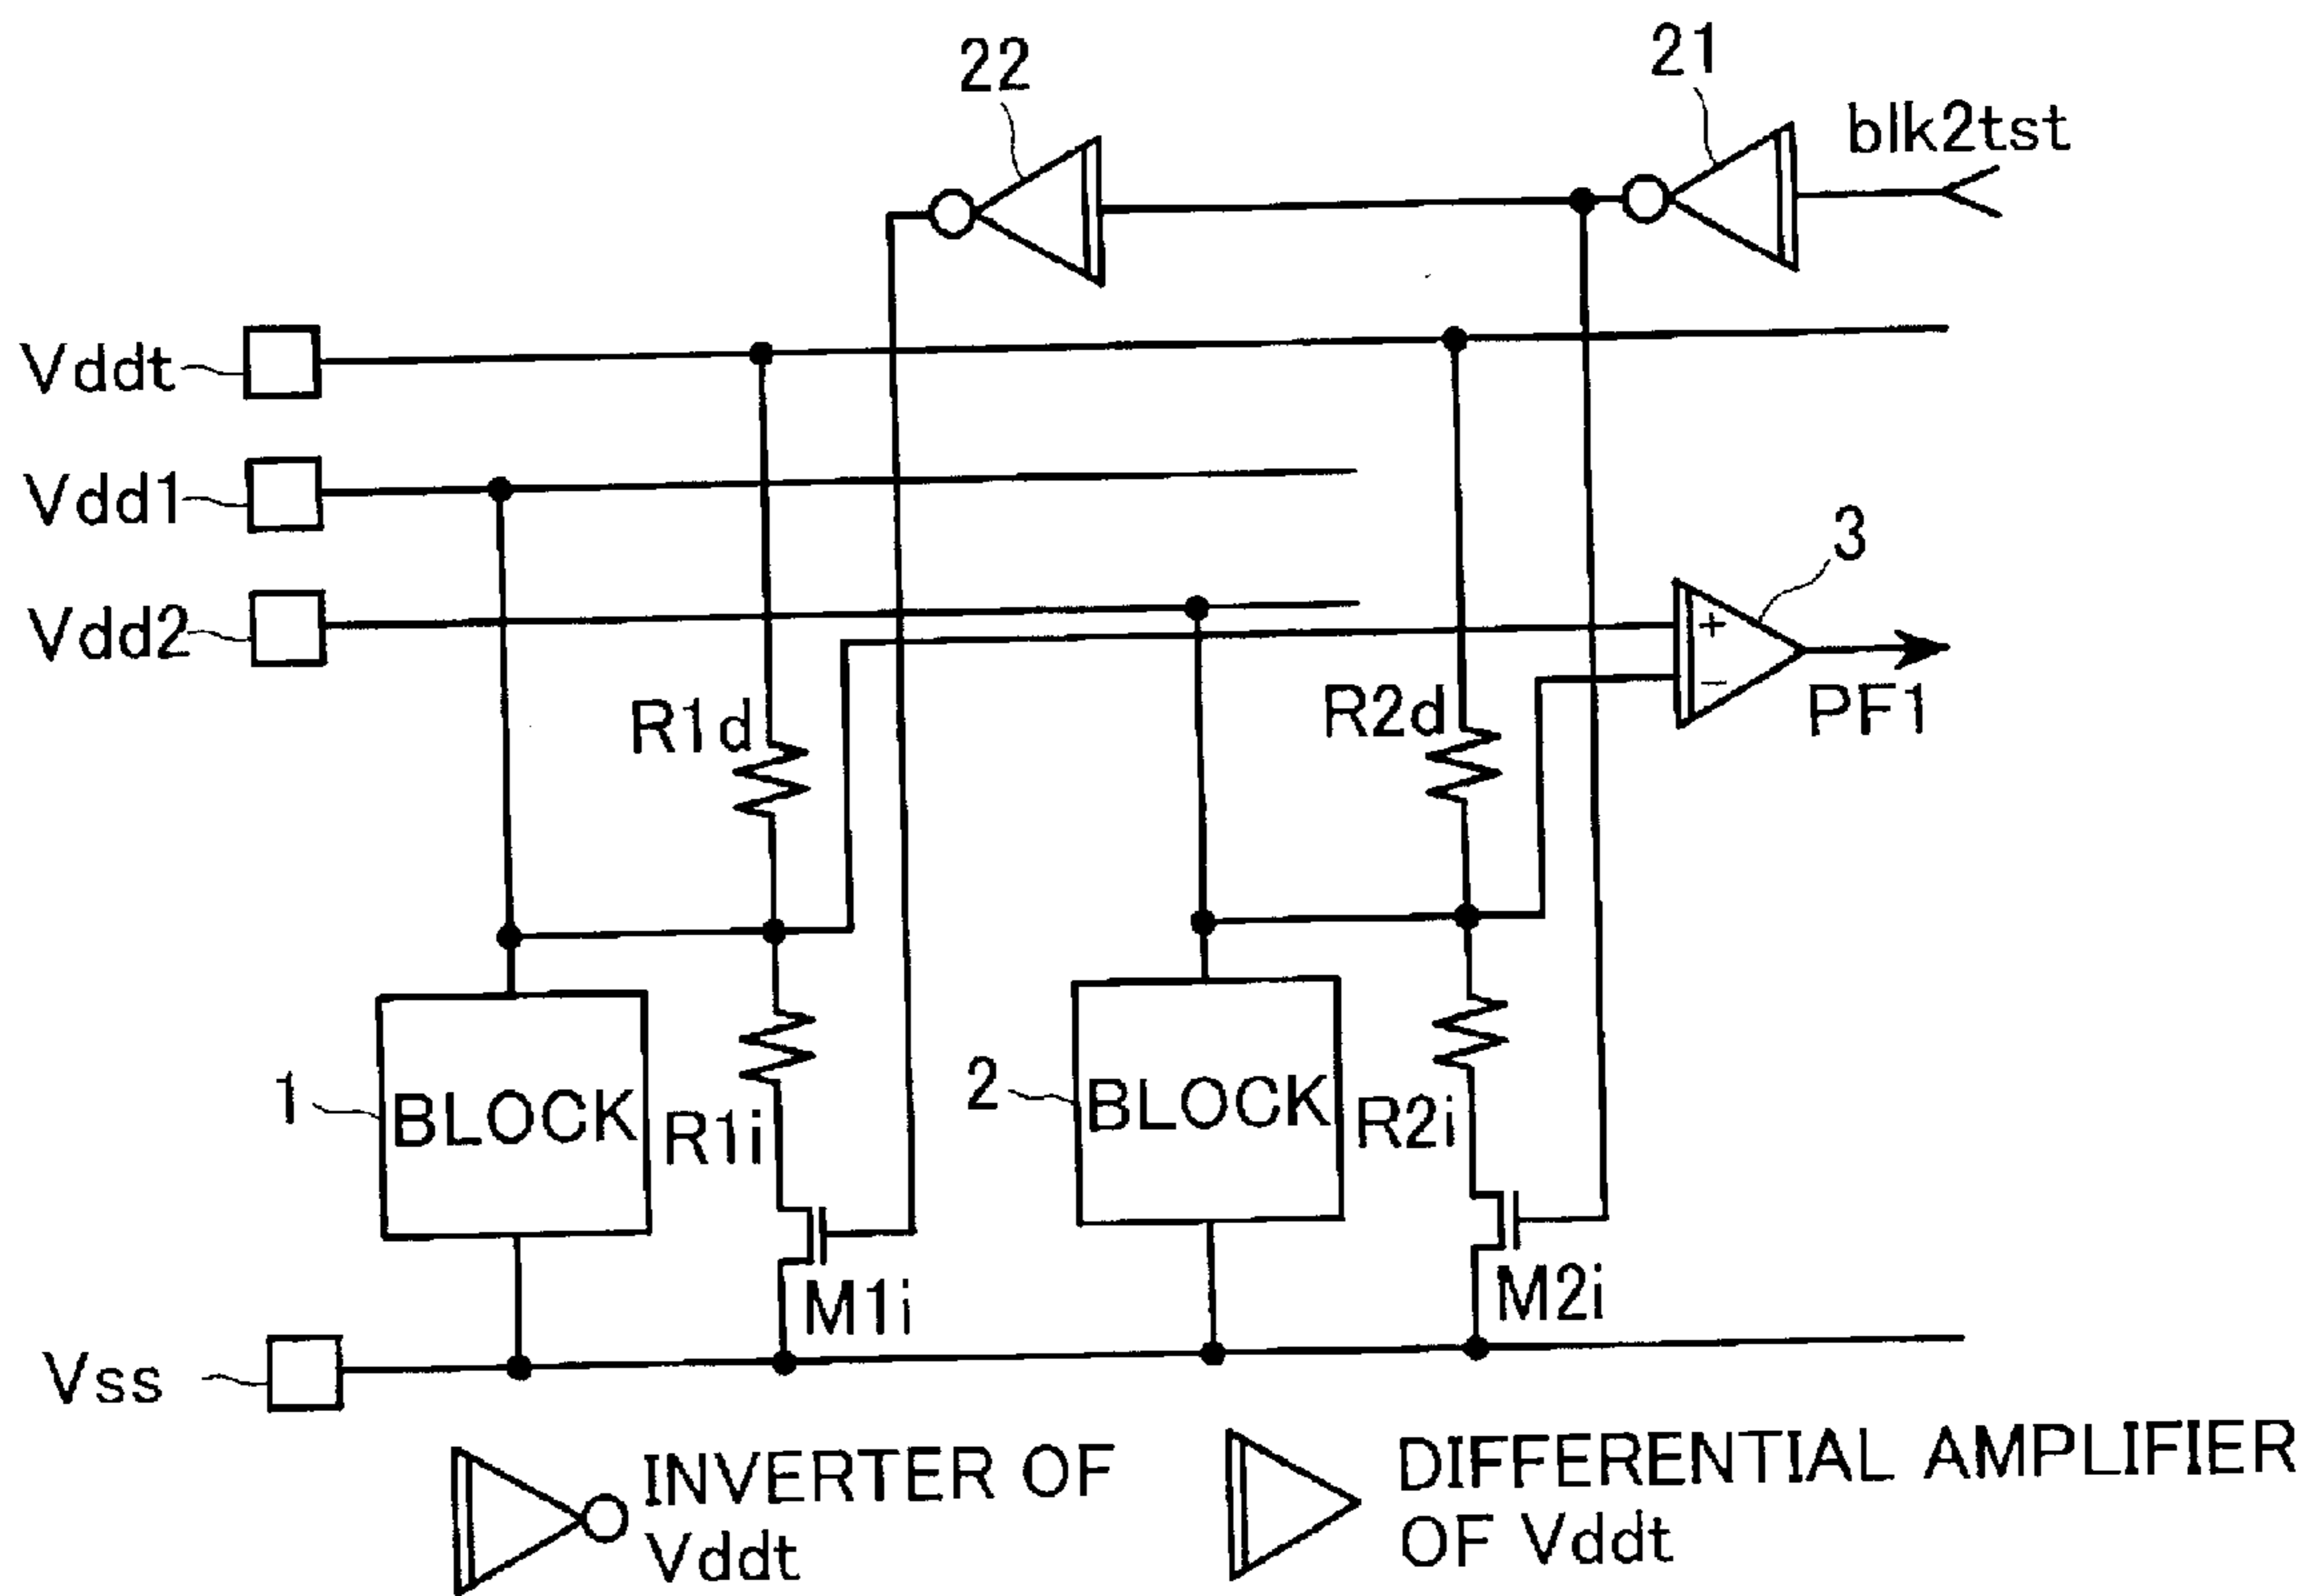 22
21
blk2tst
Vddt
Vdd1
Vdd2
3
+
−
PF1
R1d
R2d
1
BLOCK
R1i
2
BLOCK
R2i
M1i
M2i
Vss
INVERTER OF
Vddt
DIFFERENTIAL AMPLIFIER
OF Vddt